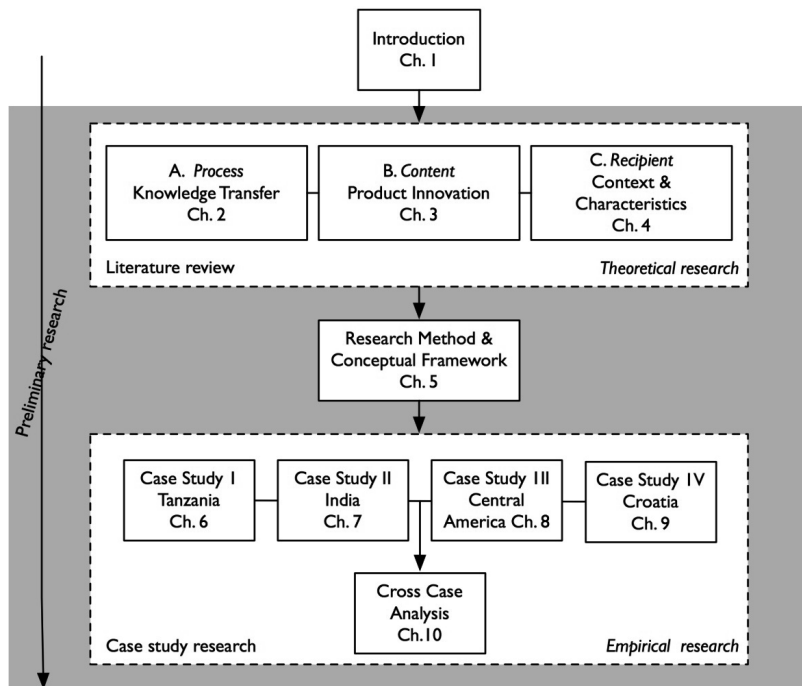 Introduction
Ch. 1
A. Process
Knowledge Transfer
Ch. 2
B. Content
Product Innovation
Ch. 3
C. Recipient
Context &
Characteristics
Ch. 4
Literature review
Theoretical research
Preliminary research
Research Method &
Conceptual Framework
Ch. 5
Case Study I
Tanzania
Ch. 6
Case Study II
India
Ch. 7
Case Study III
Central
America Ch. 8
Case Study IV
Croatia
Ch. 9
Cross Case
Analysis
Ch.10
Case study research
Empirical research